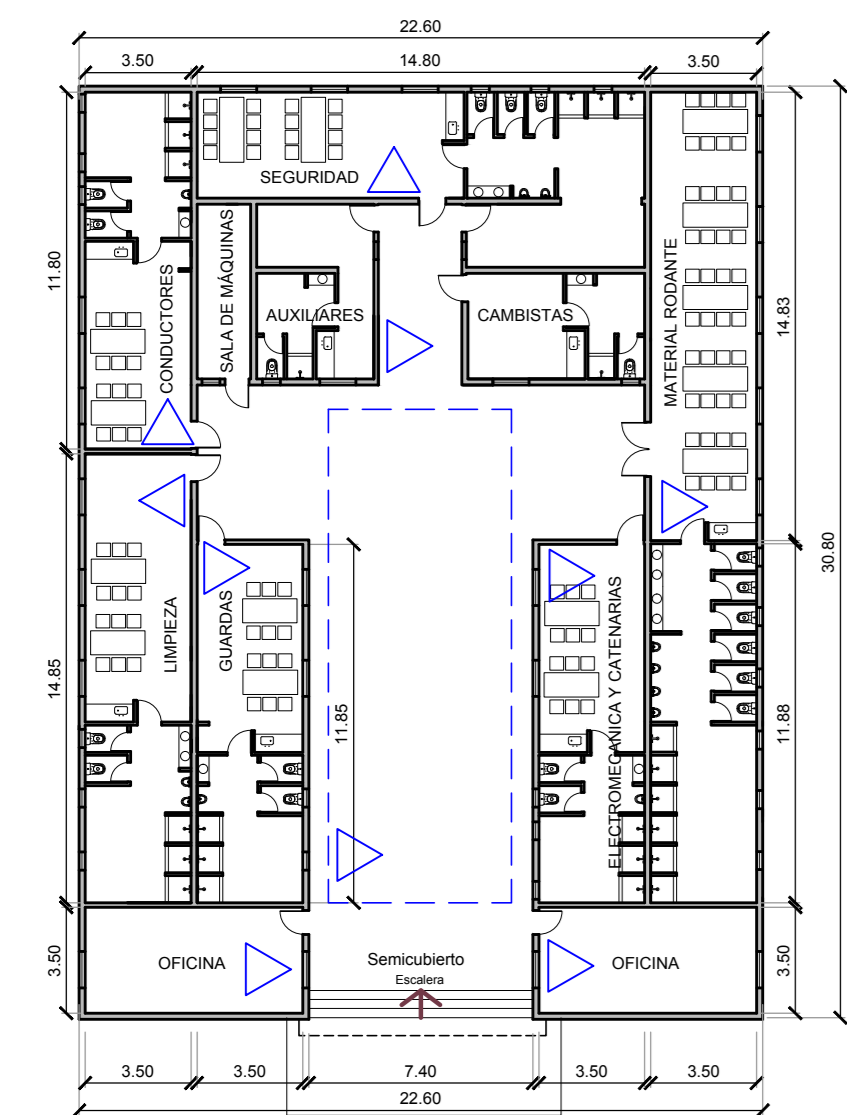 22.60
3.50
14.80
3.50
SEGURIDAD
11.80
CONDUCTORES
SALA DE MÁQUINAS
AUXILIARES
CAMBISTAS
MATERIAL RODANTE
14.83
30.80
14.85
LIMPIEZA
GUARDAS
11.85
ELECTROMECÁNICA Y CATENARIAS
11.88
3.50
OFICINA
Semicubierto
Escalera
OFICINA
3.50
3.50
3.50
7.40
3.50
3.50
22.60